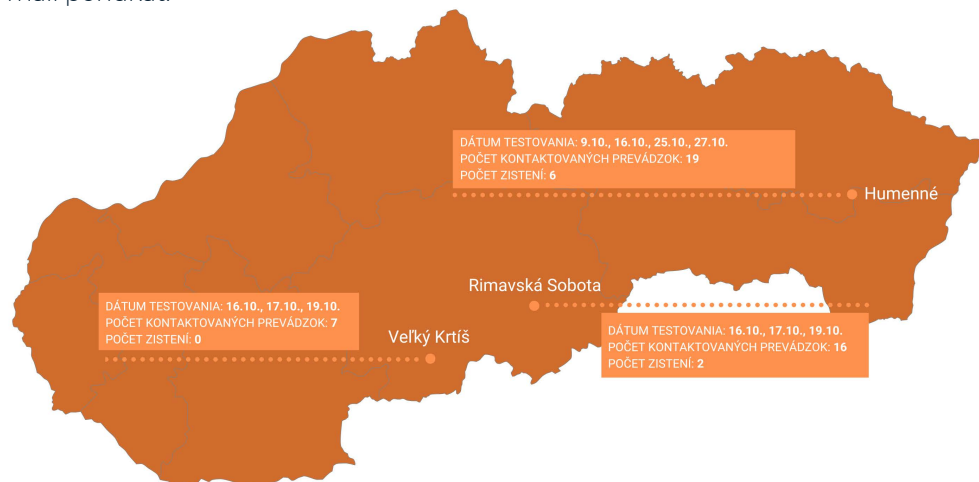 DÁTUM TESTOVANIA: 9.10., 16.10., 25.10., 27.10.
POČET KONTAKTOVANÝCH PREVÁDZOK: 19
POČET ZISTENÍ: 6
Humenné
Rimavská Sobota
DÁTUM TESTOVANIA: 16.10., 17.10., 19.10.
POČET KONTAKTOVANÝCH PREVÁDZOK: 7
POČET ZISTENÍ: 0
Veľký Krtíš
DÁTUM TESTOVANIA: 16.10., 17.10., 19.10.
POČET KONTAKTOVANÝCH PREVÁDZOK: 16
POČET ZISTENÍ: 2